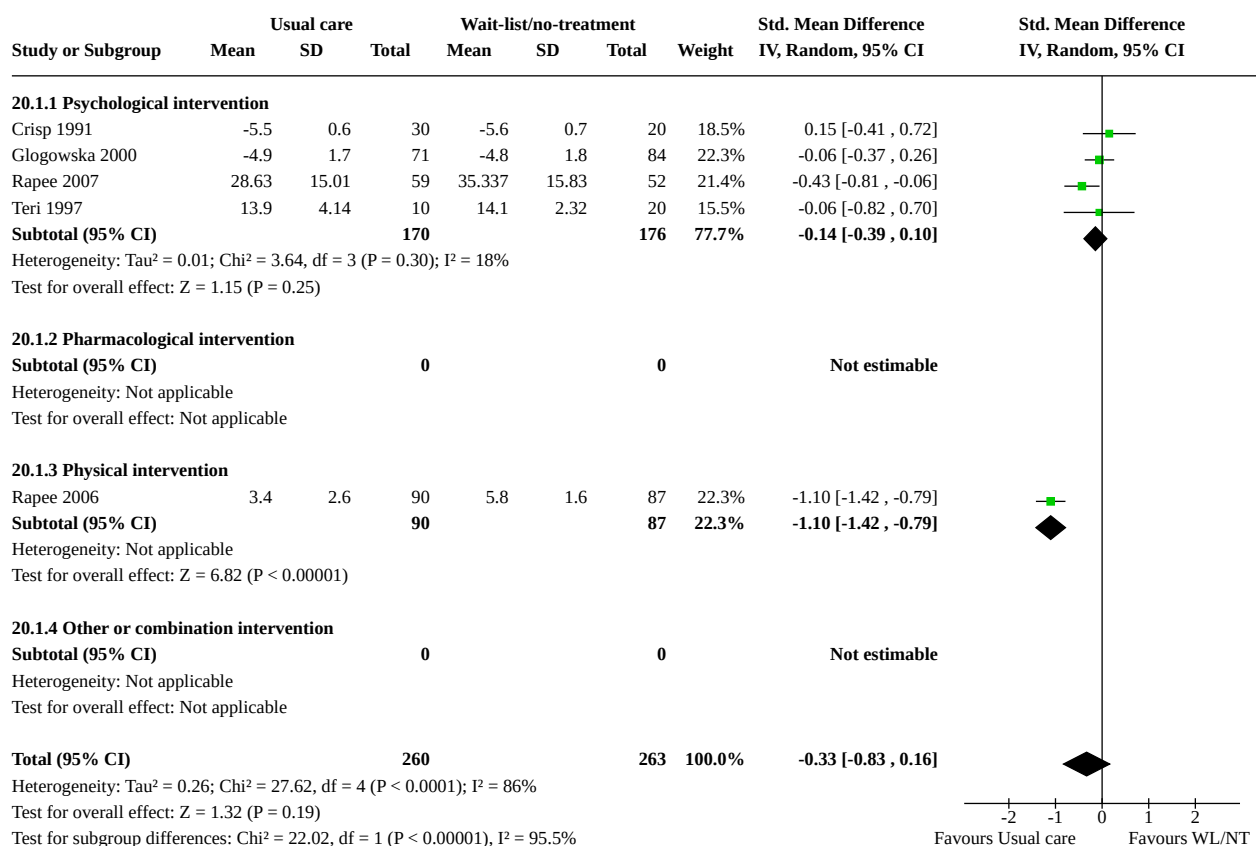 Usual care Wait-list/no-treatment Std. Mean Difference Std. Mean Difference
Study or Subgroup Mean SD Total Mean SD Total Weight IV, Random, 95% CI IV, Random, 95% CI
20.1.1 Psychological intervention
Crisp 1991 -5.5 0.6 30 -5.6 0.7 20 18.5% 0.15 [-0.41 , 0.72]
Glogowska 2000 -4.9 1.7 71 -4.8 1.8 84 22.3% -0.06 [-0.37 , 0.26]
Rapee 2007 28.63 15.01 59 35.337 15.83 52 21.4% -0.43 [-0.81 , -0.06]
Teri 1997 13.9 4.14 10 14.1 2.32 20 15.5% -0.06 [-0.82 , 0.70]
Subtotal (95% CI) 170 176 77.7% -0.14 [-0.39 , 0.10]
Heterogeneity: Tau² = 0.01; Chi² = 3.64, df = 3 (P = 0.30); I² = 18%
Test for overall effect: Z = 1.15 (P = 0.25)
20.1.2 Pharmacological intervention
Subtotal (95% CI) 0 0 Not estimable
Heterogeneity: Not applicable
Test for overall effect: Not applicable
20.1.3 Physical intervention
Rapee 2006 3.4 2.6 90 5.8 1.6 87 22.3% -1.10 [-1.42 , -0.79]
Subtotal (95% CI) 90 87 22.3% -1.10 [-1.42 , -0.79]
Heterogeneity: Not applicable
Test for overall effect: Z = 6.82 (P < 0.00001)
20.1.4 Other or combination intervention
Subtotal (95% CI) 0 0 Not estimable
Heterogeneity: Not applicable
Test for overall effect: Not applicable
Total (95% CI) 260 263 100.0% -0.33 [-0.83 , 0.16]
Heterogeneity: Tau² = 0.26; Chi² = 27.62, df = 4 (P < 0.0001); I² = 86%
Test for overall effect: Z = 1.32 (P = 0.19)
Test for subgroup differences: Chi² = 22.02, df = 1 (P < 0.00001), I² = 95.5%
-2 -1 0 1 2
Favours Usual care Favours WL/NT